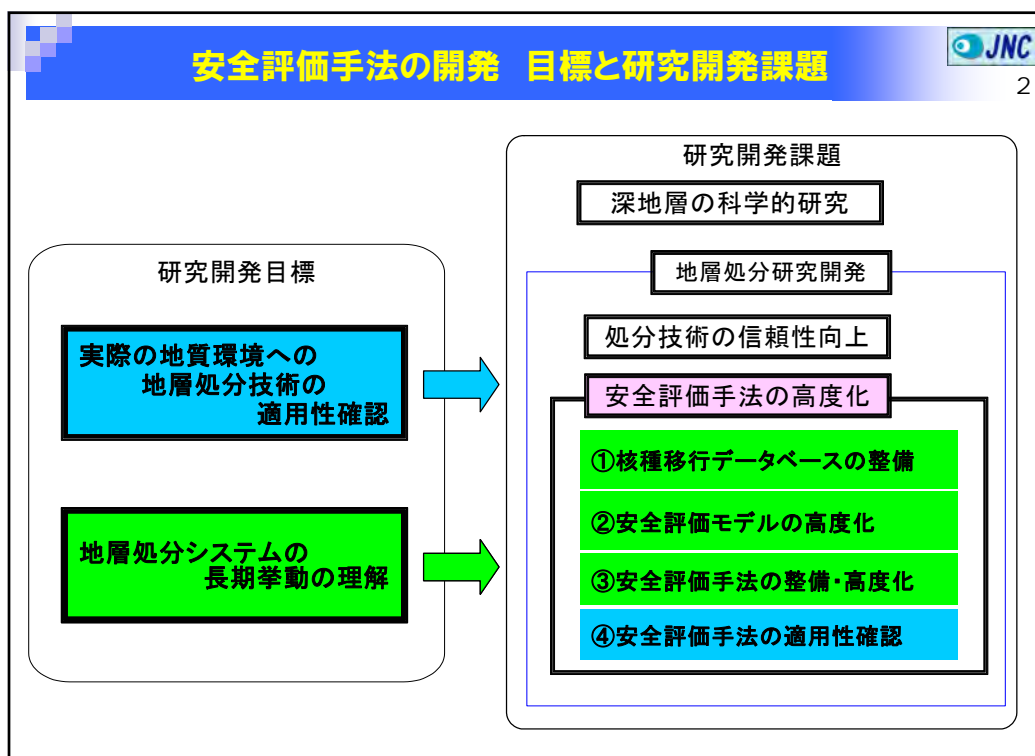 安全評価手法の開発 目標と研究開発課題
JNC
2
研究開発目標
実際の地質環境への
地層処分技術の
適用性確認
地層処分システムの
長期挙動の理解
研究開発課題
深地層の科学的研究
地層処分研究開発
処分技術の信頼性向上
安全評価手法の高度化
①核種移行データベースの整備
②安全評価モデルの高度化
③安全評価手法の整備・高度化
④安全評価手法の適用性確認